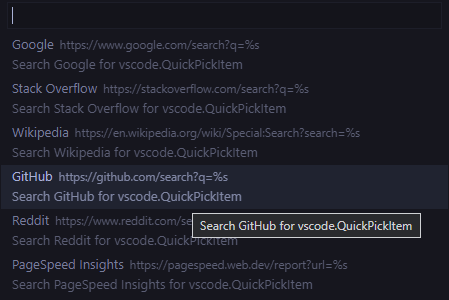 Google https://www.google.com/search?q=%s
Search Google for vscode.QuickPickItem
Stack Overflow https://stackoverflow.com/search?q=%s
Search Stack Overflow for vscode.QuickPickItem
Wikipedia https://en.wikipedia.org/wiki/Special:Search?search=%s
Search Wikipedia for vscode.QuickPickItem
GitHub https://github.com/search?q=%s
Search GitHub for vscode.QuickPickItem
Reddit https://www.reddit.com/se
Search GitHub for vscode.QuickPickItem
Search Reddit for vscode.QuickPickItem
PageSpeed Insights https://pagespeed.web.dev/report?url=%s
Search PageSpeed Insights for vscode.QuickPickItem